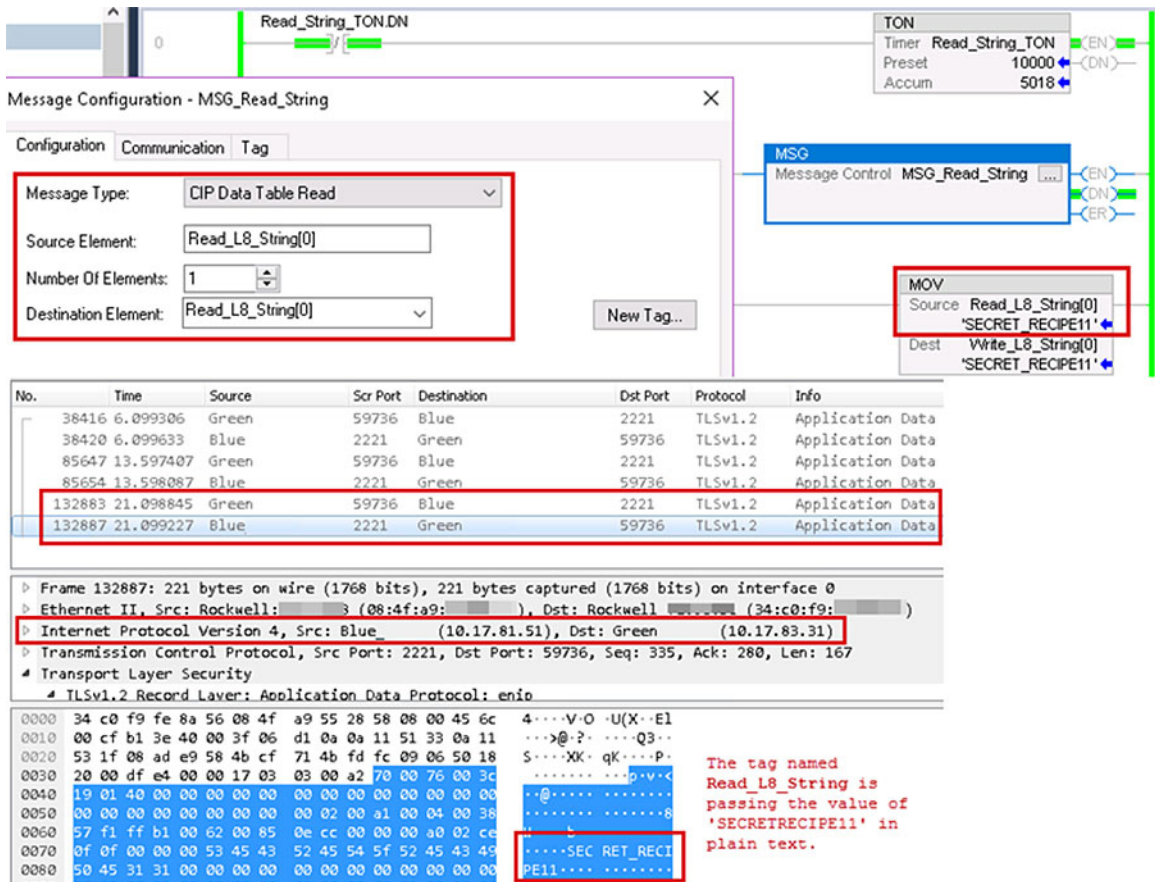 Read_String_TON.DN
0
TON
Timer Read_String_TON
Preset 10000
Accum 5018
(EN)
(DN)
Message Configuration - MSG_Read_String
Configuration Communication Tag
Message Type: CIP Data Table Read
Source Element: Read_L8_String[0]
Number Of Elements: 1
Destination Element: Read_L8_String[0]
New Tag...
MSG
Message Control MSG_Read_String ...
(EN)
(DN)
(ER)
MOV
Source Read_L8_String[0]
'SECRET_RECIPE11'
Dest Write_L8_String[0]
'SECRET_RECIPE11'
No. Time Source Scr Port Destination Dst Port Protocol Info
38416 6.099306 Green 59736 Blue 2221 TLSv1.2 Application Data
38420 6.099633 Blue 2221 Green 59736 TLSv1.2 Application Data
85647 13.597407 Green 59736 Blue 2221 TLSv1.2 Application Data
85654 13.598087 Blue 2221 Green 59736 TLSv1.2 Application Data
132883 21.098845 Green 59736 Blue 2221 TLSv1.2 Application Data
132887 21.099227 Blue 2221 Green 59736 TLSv1.2 Application Data
Frame 132887: 221 bytes on wire (1768 bits), 221 bytes captured (1768 bits) on interface 0
Ethernet II, Src: Rockwell: (08:4f:a9: ), Dst: Rockwell (34:c0:f9: )
Internet Protocol Version 4, Src: Blue_ (10.17.81.51), Dst: Green (10.17.83.31)
Transmission Control Protocol, Src Port: 2221, Dst Port: 59736, Seq: 335, Ack: 280, Len: 167
Transport Layer Security
TLSv1.2 Record Layer: Application Data Protocol: enip
0000 34 c0 f9 fe 8a 56 08 4f a9 55 28 58 08 00 45 6c 4····V·O ·U(X··El
0010 00 cf b1 3e 40 00 3f 06 d1 0a 0a 11 51 33 0a 11 ···>@·?· ····Q3··
0020 53 1f 08 ad e9 58 4b cf 71 4b fd fc 09 06 50 18 S····XK· qK····P·
0030 20 00 df e4 00 00 17 03 03 00 a2 70 00 76 00 3c ········ ···p·v·<
0040 19 01 40 00 00 00 00 00 00 00 00 00 00 00 00 00 ··@····· ········
0050 00 00 00 00 00 00 00 00 00 02 00 a1 00 04 00 38 ········ ·······8
0060 57 f1 ff b1 00 62 00 85 0e cc 00 00 00 a0 02 ce
0070 0f 0f 00 00 00 53 45 43 52 45 54 5f 52 45 43 49 ·····SEC RET_RECI
0080 50 45 31 31 00 00 00 00 00 00 00 00 00 00 00 00 PE11···· ········
The tag named
Read_L8_String is
passing the value of
'SECRETRECIPE11' in
plain text.